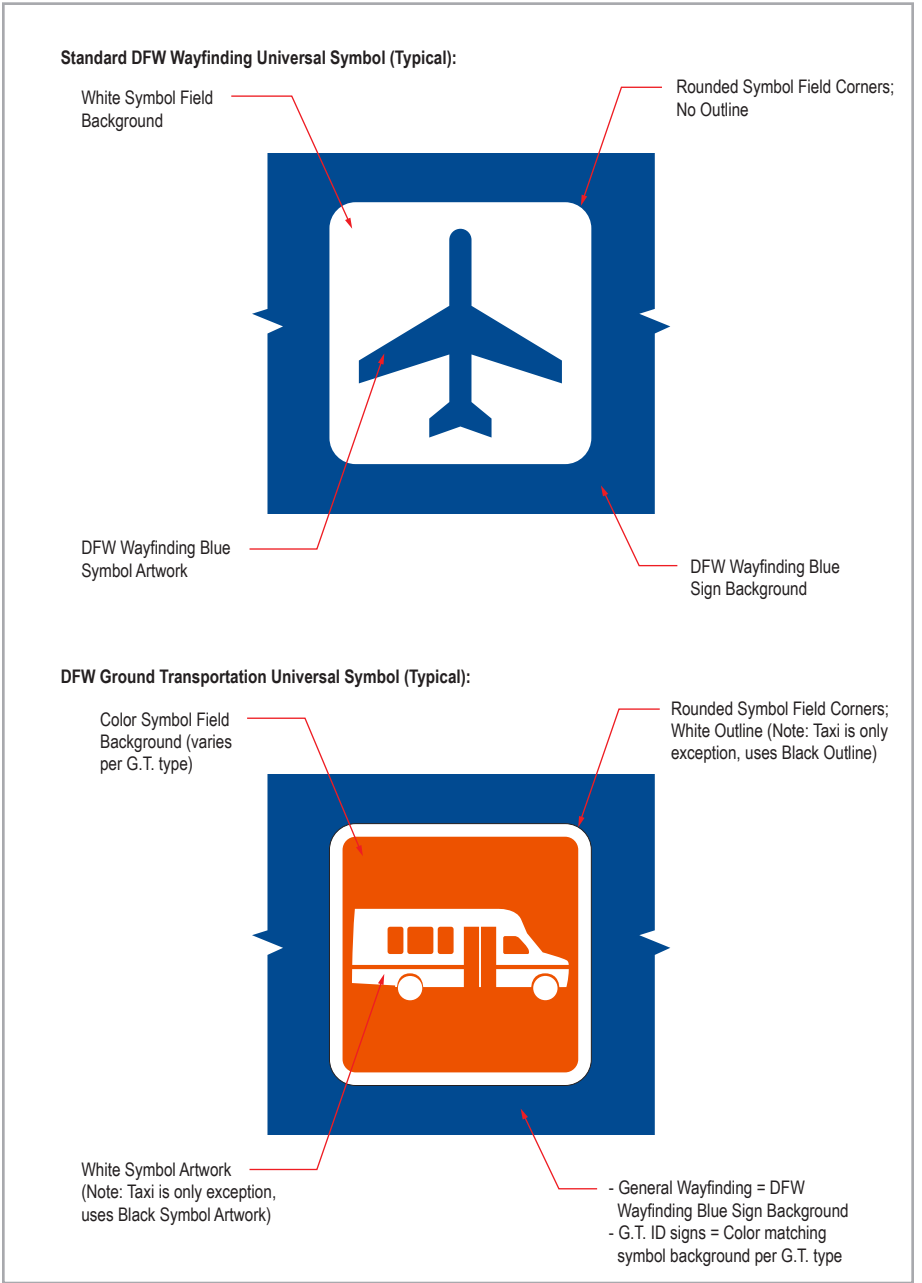 Standard DFW Wayfinding Universal Symbol (Typical):
White Symbol Field
Background
Rounded Symbol Field Corners;
No Outline
DFW Wayfinding Blue
Symbol Artwork
DFW Wayfinding Blue
Sign Background
DFW Ground Transportation Universal Symbol (Typical):
Color Symbol Field
Background (varies
per G.T. type)
Rounded Symbol Field Corners;
White Outline (Note: Taxi is only
exception, uses Black Outline)
White Symbol Artwork
(Note: Taxi is only exception,
uses Black Symbol Artwork)
- General Wayfinding = DFW
Wayfinding Blue Sign Background
- G.T. ID signs = Color matching
symbol background per G.T. type